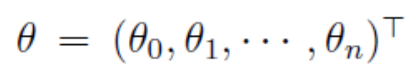 θ = (θ₀, θ₁, ⋯ , θₙ)⊤